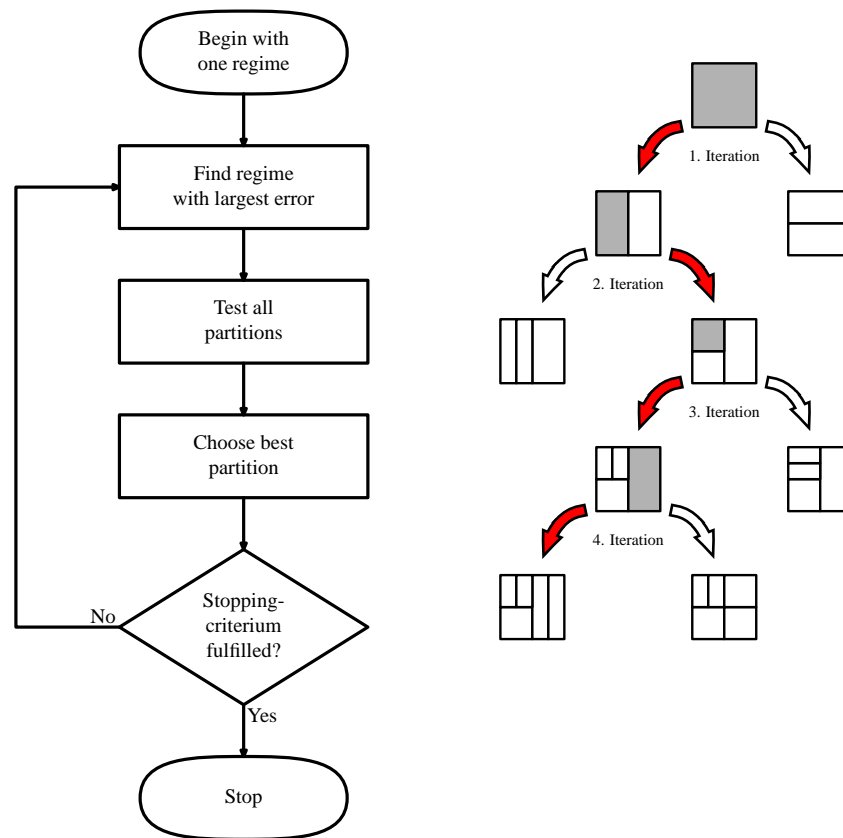 Begin with
one regime
Find regime
with largest error
Test all
partitions
Choose best
partition
No
Stopping-
criterium
fulfilled?
Yes
Stop
1. Iteration
2. Iteration
3. Iteration
4. Iteration